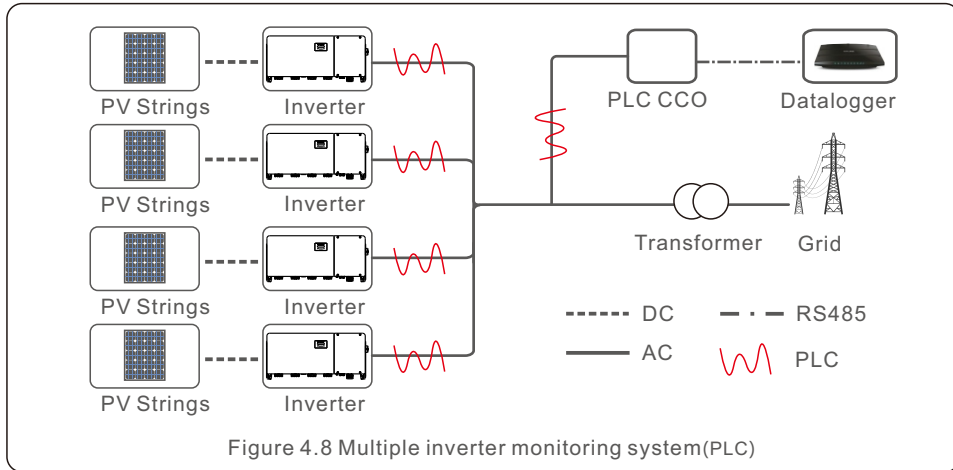 PLC CCO
Datalogger
PV Strings
Inverter
PV Strings
Inverter
Transformer
Grid
PV Strings
Inverter
DC
RS485
AC
PLC
PV Strings
Inverter
Figure 4.8 Multiple inverter monitoring system(PLC)